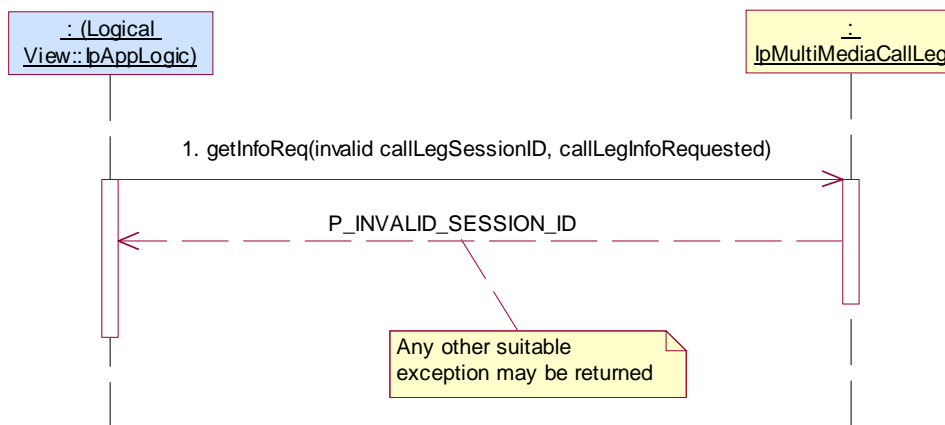 : (Logical
View::IpAppLogic)
:
IpMultiMediaCallLeg
1. getInfoReq(invalid callLegSessionID, callLegInfoRequested)
P_INVALID_SESSION_ID
Any other suitable
exception may be returned